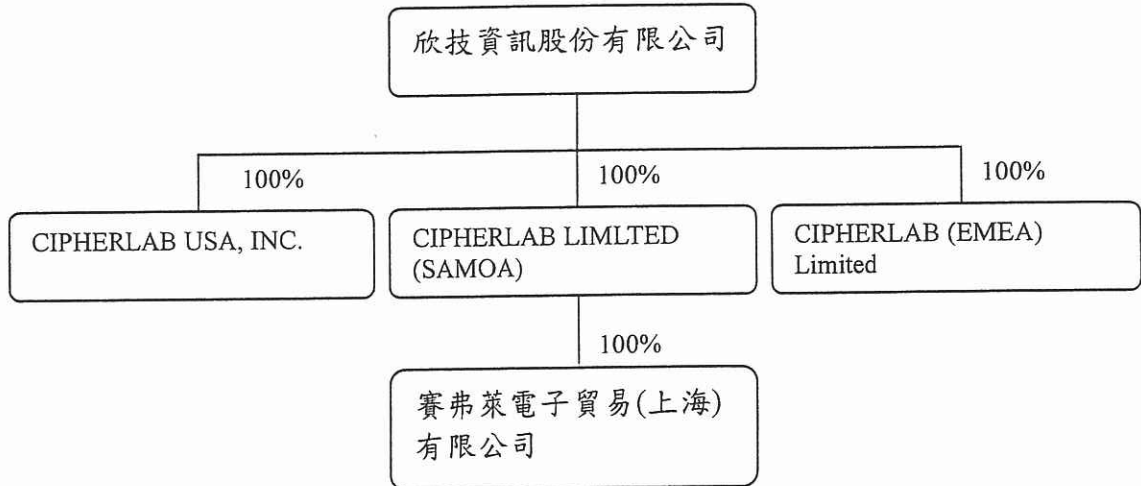 欣技資訊股份有限公司
100%
100%
100%
CIPHERLAB USA, INC.
CIPHERLAB LIMLTED
(SAMOA)
CIPHERLAB (EMEA)
Limited
100%
賽弗萊電子貿易(上海)
有限公司